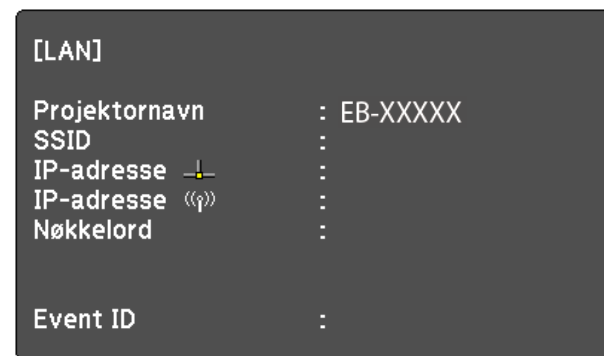 [LAN]
Projektornavn : EB-XXXXX
SSID :
IP-adresse :
IP-adresse :
Nøkkelord :
Event ID :